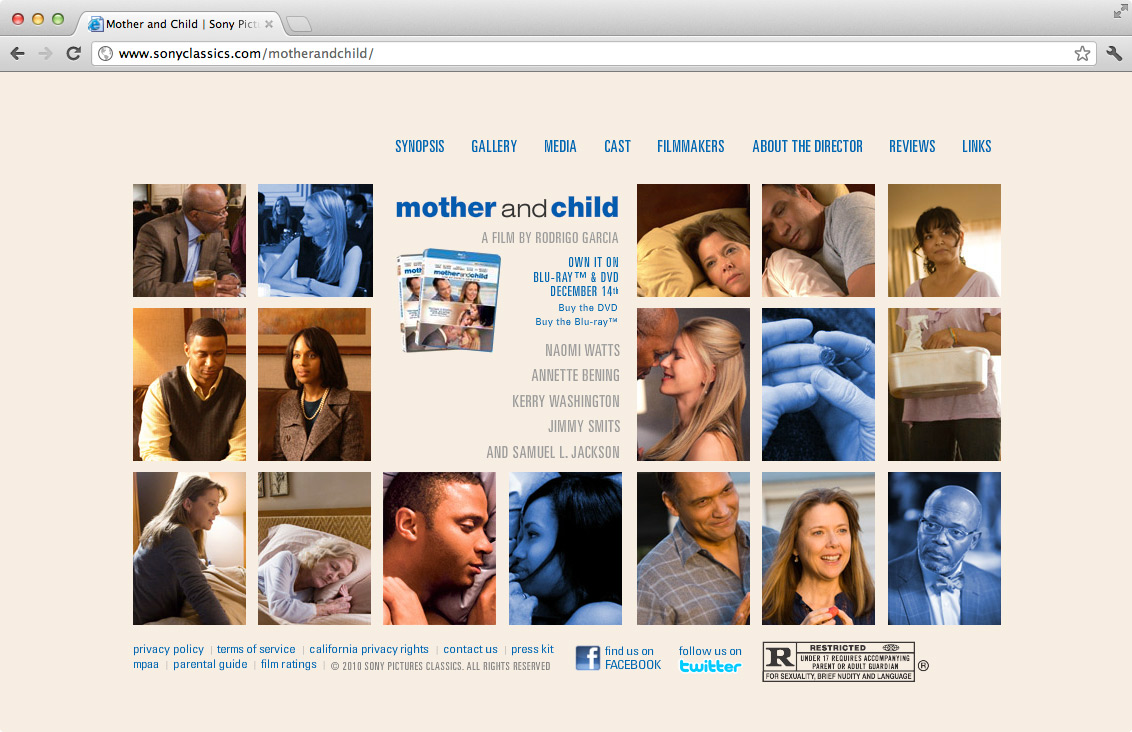 Mother and Child | Sony Pict
www.sonyclassics.com/motherandchild/
SYNOPSIS GALLERY MEDIA CAST FILMMAKERS ABOUT THE DIRECTOR REVIEWS LINKS
mother and child
A FILM BY RODRIGO GARCIA
OWN IT ON
BLU-RAY™ & DVD
DECEMBER 14th
Buy the DVD
Buy the Blu-ray™
mother and child
NAOMI WATTS
ANNETTE BENING
KERRY WASHINGTON
JIMMY SMITS
AND SAMUEL L. JACKSON
privacy policy | terms of service | california privacy rights | contact us | press kit
mpaa | parental guide | film ratings | © 2010 SONY PICTURES CLASSICS. ALL RIGHTS RESERVED
f
find us on
FACEBOOK
follow us on
twitter
R
RESTRICTED
UNDER 17 REQUIRES ACCOMPANYING
PARENT OR ADULT GUARDIAN
FOR SEXUALITY, BRIEF NUDITY AND LANGUAGE
®